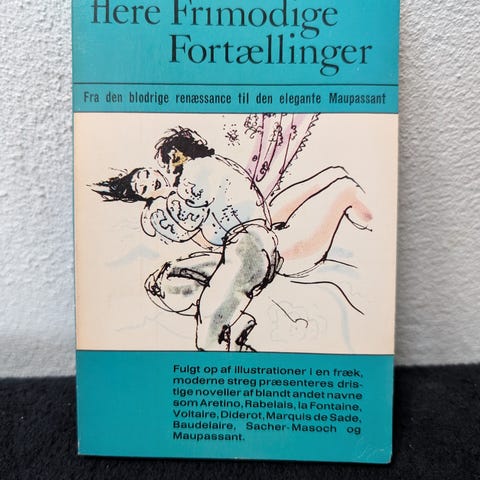 flere Frimodige
Fortællinger
Fra den blodrige renæssance til den elegante Maupassant
Fulgt op af illustrationer i en fræk,
moderne streg præsenteres dris-
tige noveller af blandt andet navne
som Aretino, Rabelais, la Fontaine,
Voltaire, Diderot, Marquis de Sade,
Baudelaire, Sacher-Masoch og
Maupassant.